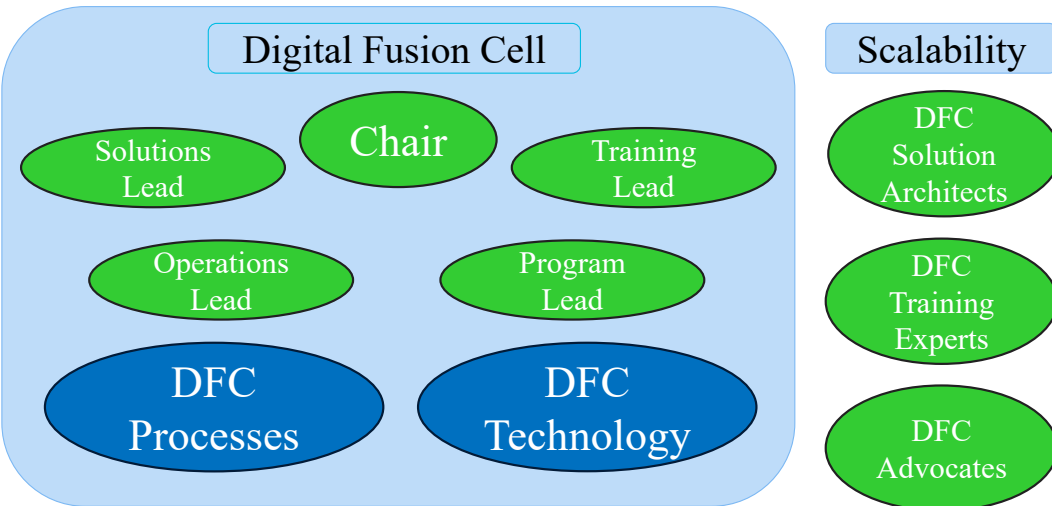 Digital Fusion Cell
Chair
Solutions
Lead
Training
Lead
Operations
Lead
Program
Lead
DFC
Processes
DFC
Technology
Scalability
DFC
Solution
Architects
DFC
Training
Experts
DFC
Advocates